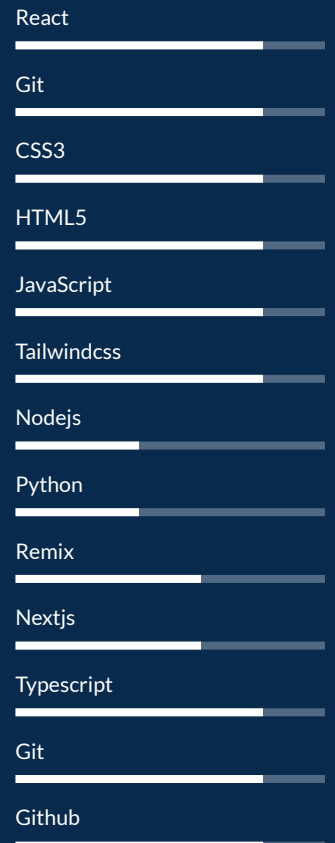 React
Git
CSS3
HTML5
JavaScript
Tailwindcss
Nodejs
Python
Remix
Nextjs
Typescript
Git
Github